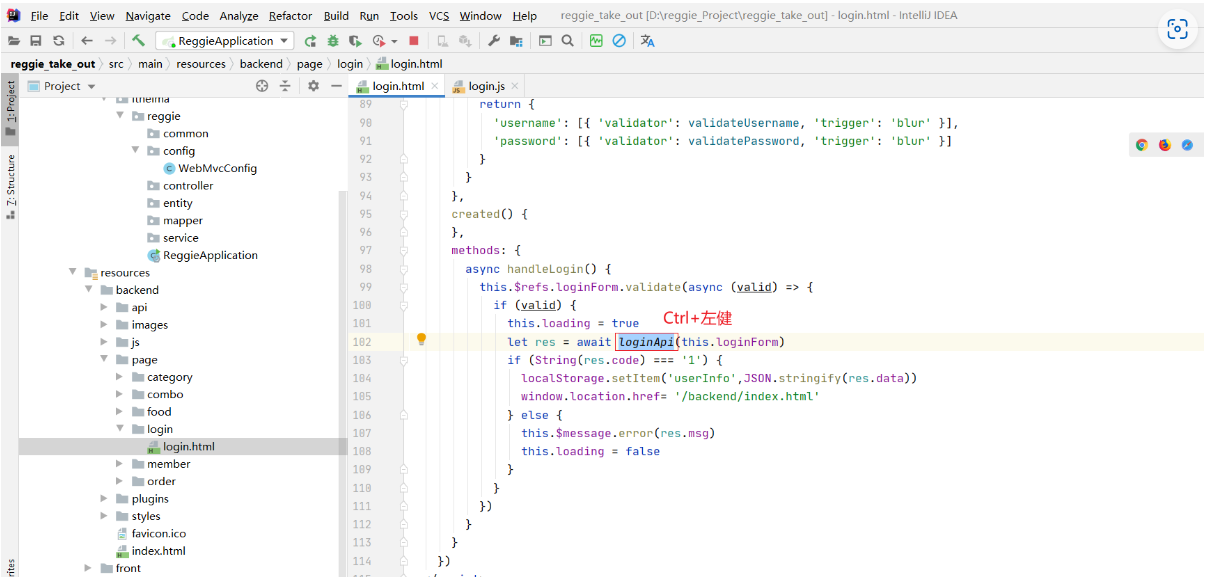 File Edit View Navigate Code Analyze Refactor Build Run Tools VCS Window Help reggie_take_out [D:\reggie_Project\reggie_take_out] - login.html - IntelliJ IDEA
ReggieApplication
reggie_take_out src main resources backend page login login.html
1: Project
Z: Structure
Project
reggie
common
config
WebMvcConfig
controller
entity
mapper
service
ReggieApplication
resources
backend
api
images
js
page
category
combo
food
login
login.html
member
order
plugins
styles
favicon.ico
index.html
front
login.html login.js
89 return {
90 'username': [{ 'validator': validateUsername, 'trigger': 'blur' }],
91 'password': [{ 'validator': validatePassword, 'trigger': 'blur' }]
92 }
93 }
94 },
95 created() {
96 },
97 methods: {
98 async handleLogin() {
99 this.$refs.loginForm.validate(async (valid) => {
100 if (valid) {
Ctrl+左健
101 this.loading = true
102 let res = await loginApi(this.loginForm)
103 if (String(res.code) === '1') {
104 localStorage.setItem('userInfo',JSON.stringify(res.data))
105 window.location.href= '/backend/index.html'
106 } else {
107 this.$message.error(res.msg)
108 this.loading = false
109 }
110 }
111 })
112 }
113 }
114 })